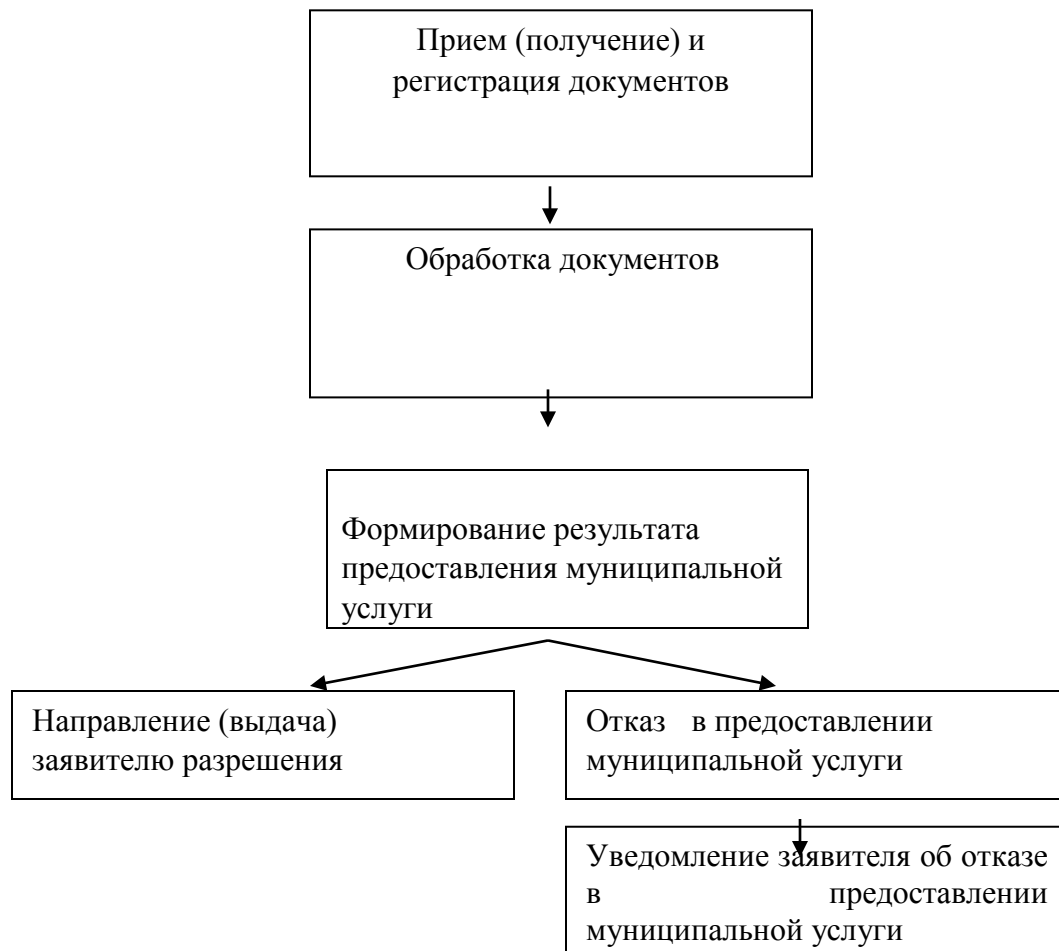 Прием (получение) и
регистрация документов
Обработка документов
Формирование результата
предоставления муниципальной
услуги
Направление (выдача)
заявителю разрешения
Отказ в предоставлении
муниципальной услуги
Уведомление заявителя об отказе
в предоставлении
муниципальной услуги